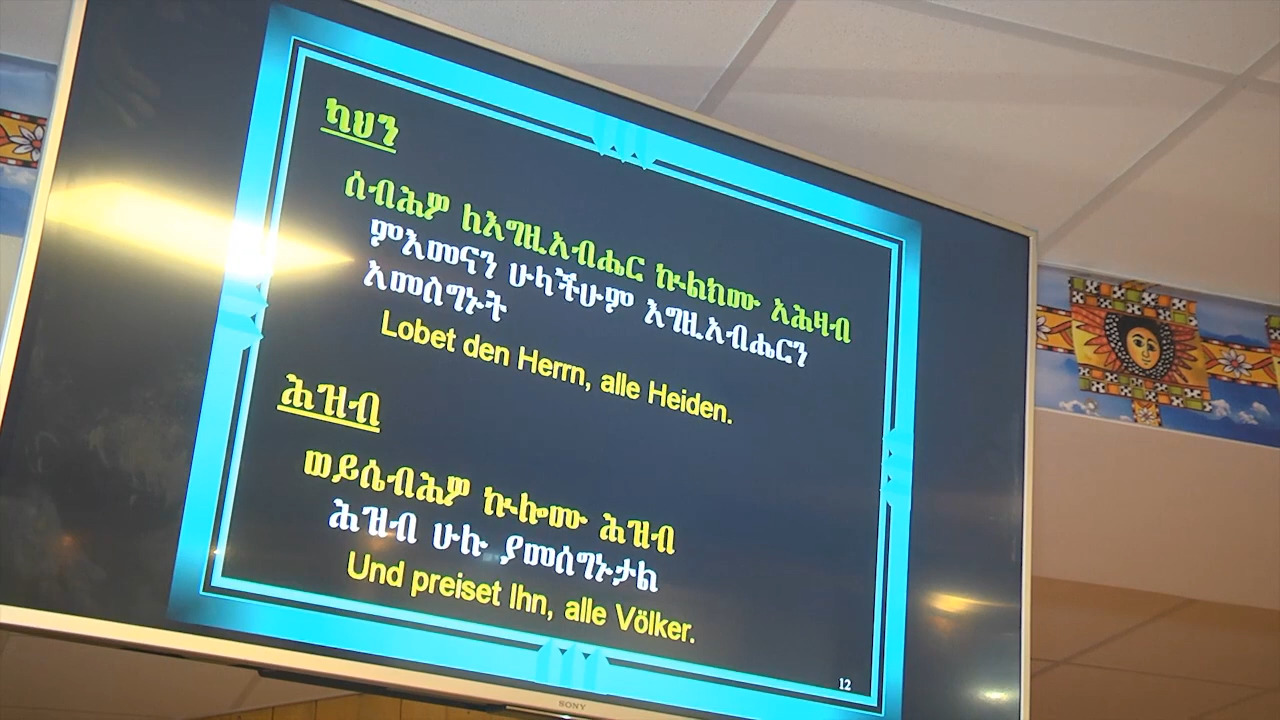 ካህን
ሰብሕዎ ለእግዚአብሔር ኵልክሙ አሕዛብ
ምእመናን ሁላችሁም እግዚአብሔርን
አመስግኑት
Lobet den Herrn, alle Heiden.
ሕዝብ
ወይሴብሕዎ ኵሎሙ ሕዝብ
ሕዝብ ሁሉ ያመሰግኑታል
Und preiset Ihn, alle Völker.
12
SONY